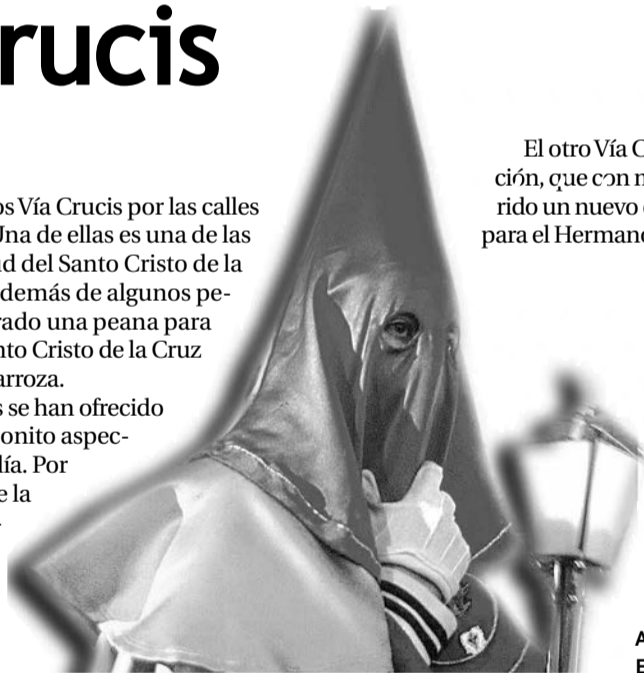 rucis
os Vía Crucis por las calles
Una de ellas es una de las
d del Santo Cristo de la
demás de algunos pe-
rado una peana para
nto Cristo de la Cruz
arroza.
s se han ofrecido
onito aspec-
lía. Por
e la
El otro Vía C
ción, que con n
rido un nuevo
para el Herman
A
E